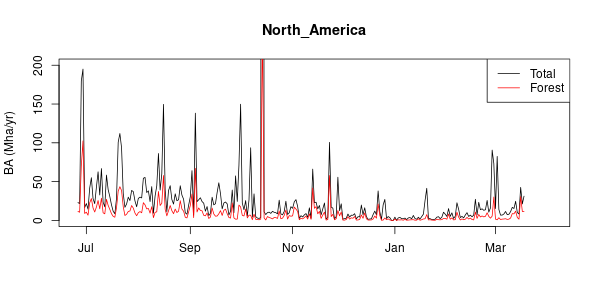 North_America
Total
Forest
BA (Mha/yr)
200
150
100
50
0
Jul
Sep
Nov
Jan
Mar